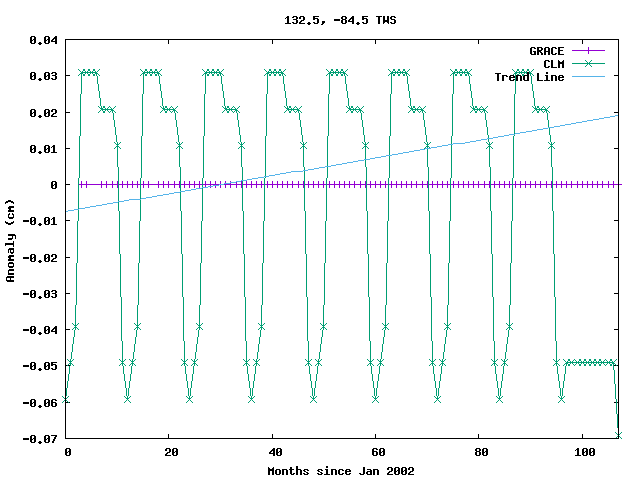 132.5, -84.5 TWS
GRACE
CLM
Trend Line
0.04
0.03
0.02
0.01
0
-0.01
-0.02
-0.03
-0.04
-0.05
-0.06
-0.07
Anomaly (cm)
0 20 40 60 80 100
Months since Jan 2002